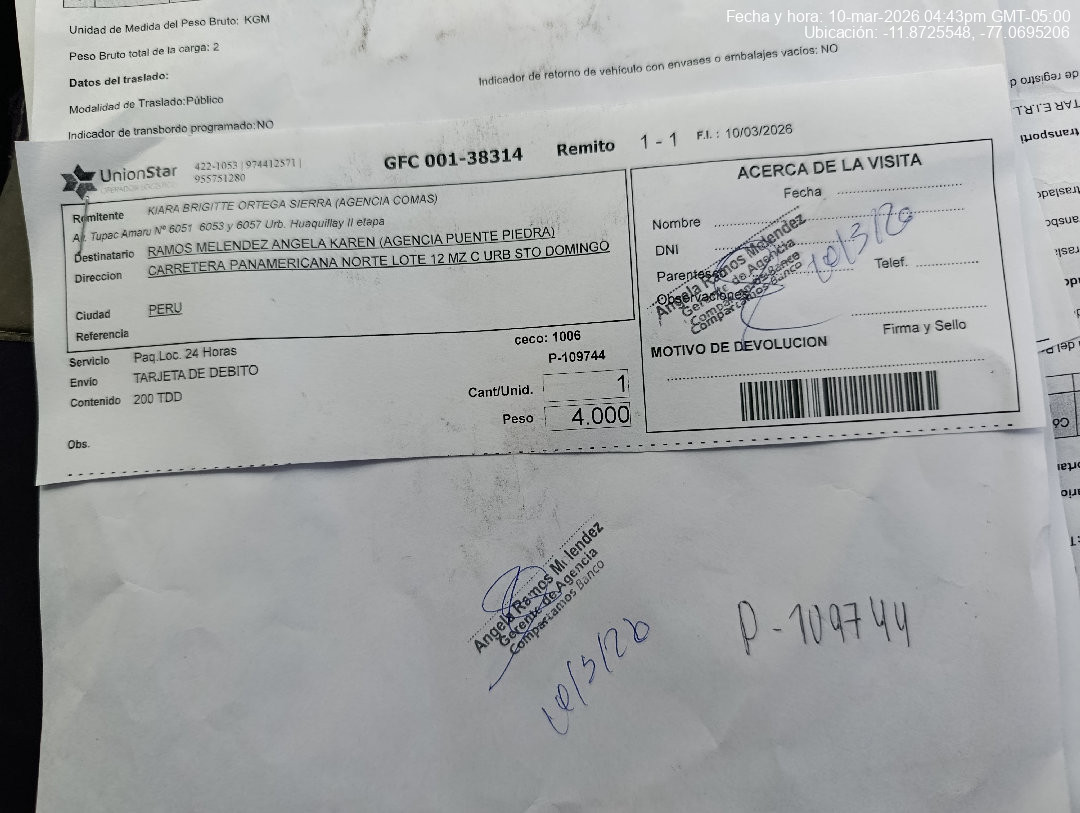 Fecha y hora: 10-mar-2026 04:43pm GMT-05:00
Ubicación: -11.8725548, -77.0695206
Unidad de Medida del Peso Bruto: KGM
Peso Bruto total de la carga: 2
Datos del traslado:
Indicador de retorno de vehículo con envases o embalajes vacíos: NO
Modalidad de Traslado:Público
Indicador de transbordo programado:NO
UnionStar
422-1053 | 974412571 |
955751280
GFC 001-38314 Remito 1 - 1 F.I. : 10/03/2026
Remitente KIARA BRIGITTE ORTEGA SIERRA (AGENCIA COMAS)
Av. Tupac Amaru Nº 6051 6053 y 6057 Urb. Huaquillay II etapa
Destinatario RAMOS MELENDEZ ANGELA KAREN (AGENCIA PUENTE PIEDRA)
Direccion CARRETERA PANAMERICANA NORTE LOTE 12 MZ C URB STO DOMINGO
Ciudad PERU
Referencia
Servicio Paq.Loc. 24 Horas
Envio TARJETA DE DEBITO
Contenido 200 TDD
Obs.
ceco: 1006
P-109744
Cant/Unid. 1
Peso 4.000
ACERCA DE LA VISITA
Fecha
Nombre
DNI
Parentesco
Telef.
Observaciones
Firma y Sello
MOTIVO DE DEVOLUCION
Angela Ramos Melendez
Gerente de Agencia
Compartamos Banco
Compartamos Banco
Angela Ramos Melendez
Gerente de Agencia
Compartamos Banco
P-109744